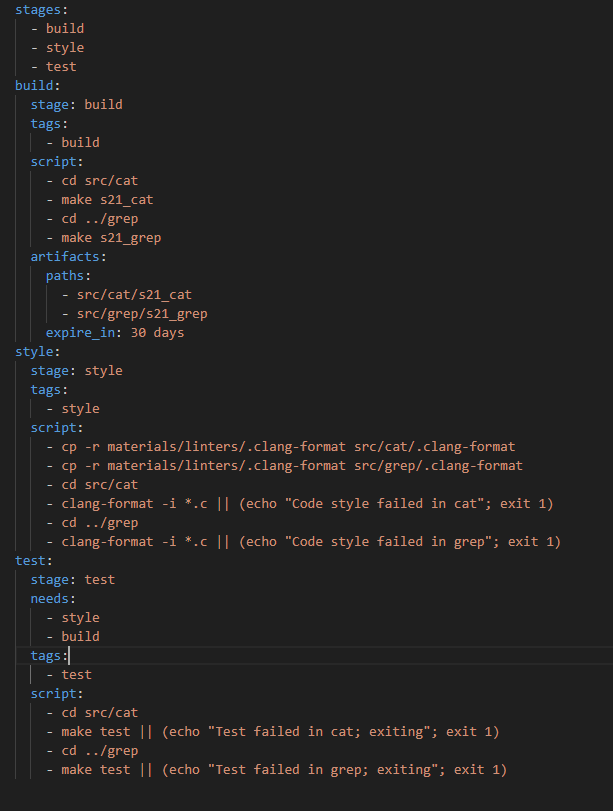 stages:
  - build
  - style
  - test
build:
  stage: build
  tags:
    - build
  script:
    - cd src/cat
    - make s21_cat
    - cd ../grep
    - make s21_grep
  artifacts:
    paths:
      - src/cat/s21_cat
      - src/grep/s21_grep
    expire_in: 30 days
style:
  stage: style
  tags:
    - style
  script:
    - cp -r materials/linters/.clang-format src/cat/.clang-format
    - cp -r materials/linters/.clang-format src/grep/.clang-format
    - cd src/cat
    - clang-format -i *.c || (echo "Code style failed in cat"; exit 1)
    - cd ../grep
    - clang-format -i *.c || (echo "Code style failed in grep"; exit 1)
test:
  stage: test
  needs:
    - style
    - build
  tags:
    - test
  script:
    - cd src/cat
    - make test || (echo "Test failed in cat; exiting"; exit 1)
    - cd ../grep
    - make test || (echo "Test failed in grep; exiting"; exit 1)